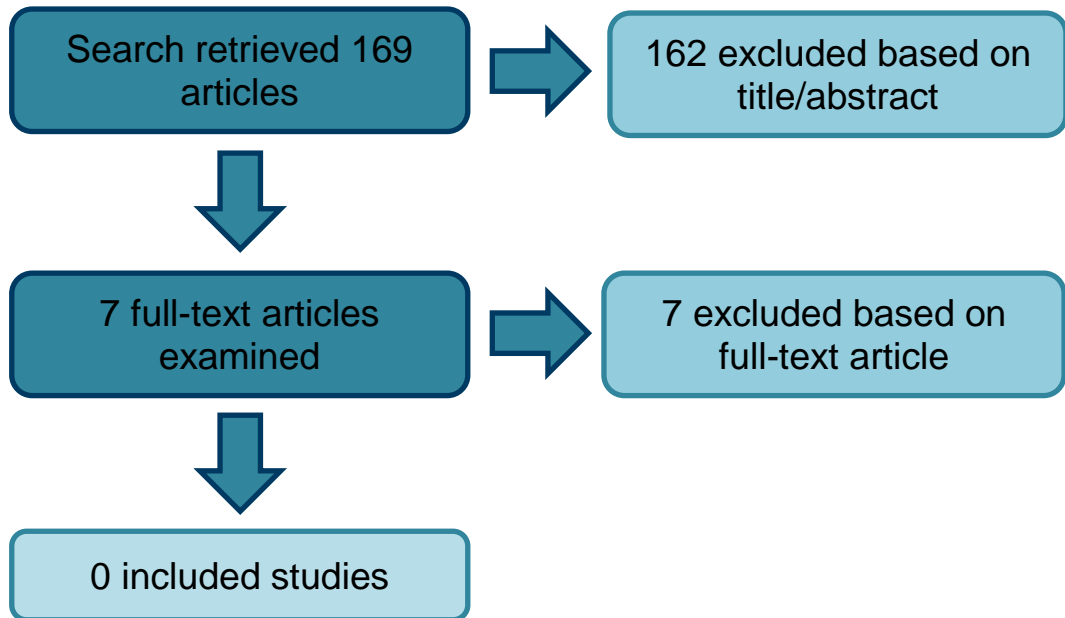 Search retrieved 169
articles
162 excluded based on
title/abstract
7 full-text articles
examined
7 excluded based on
full-text article
0 included studies